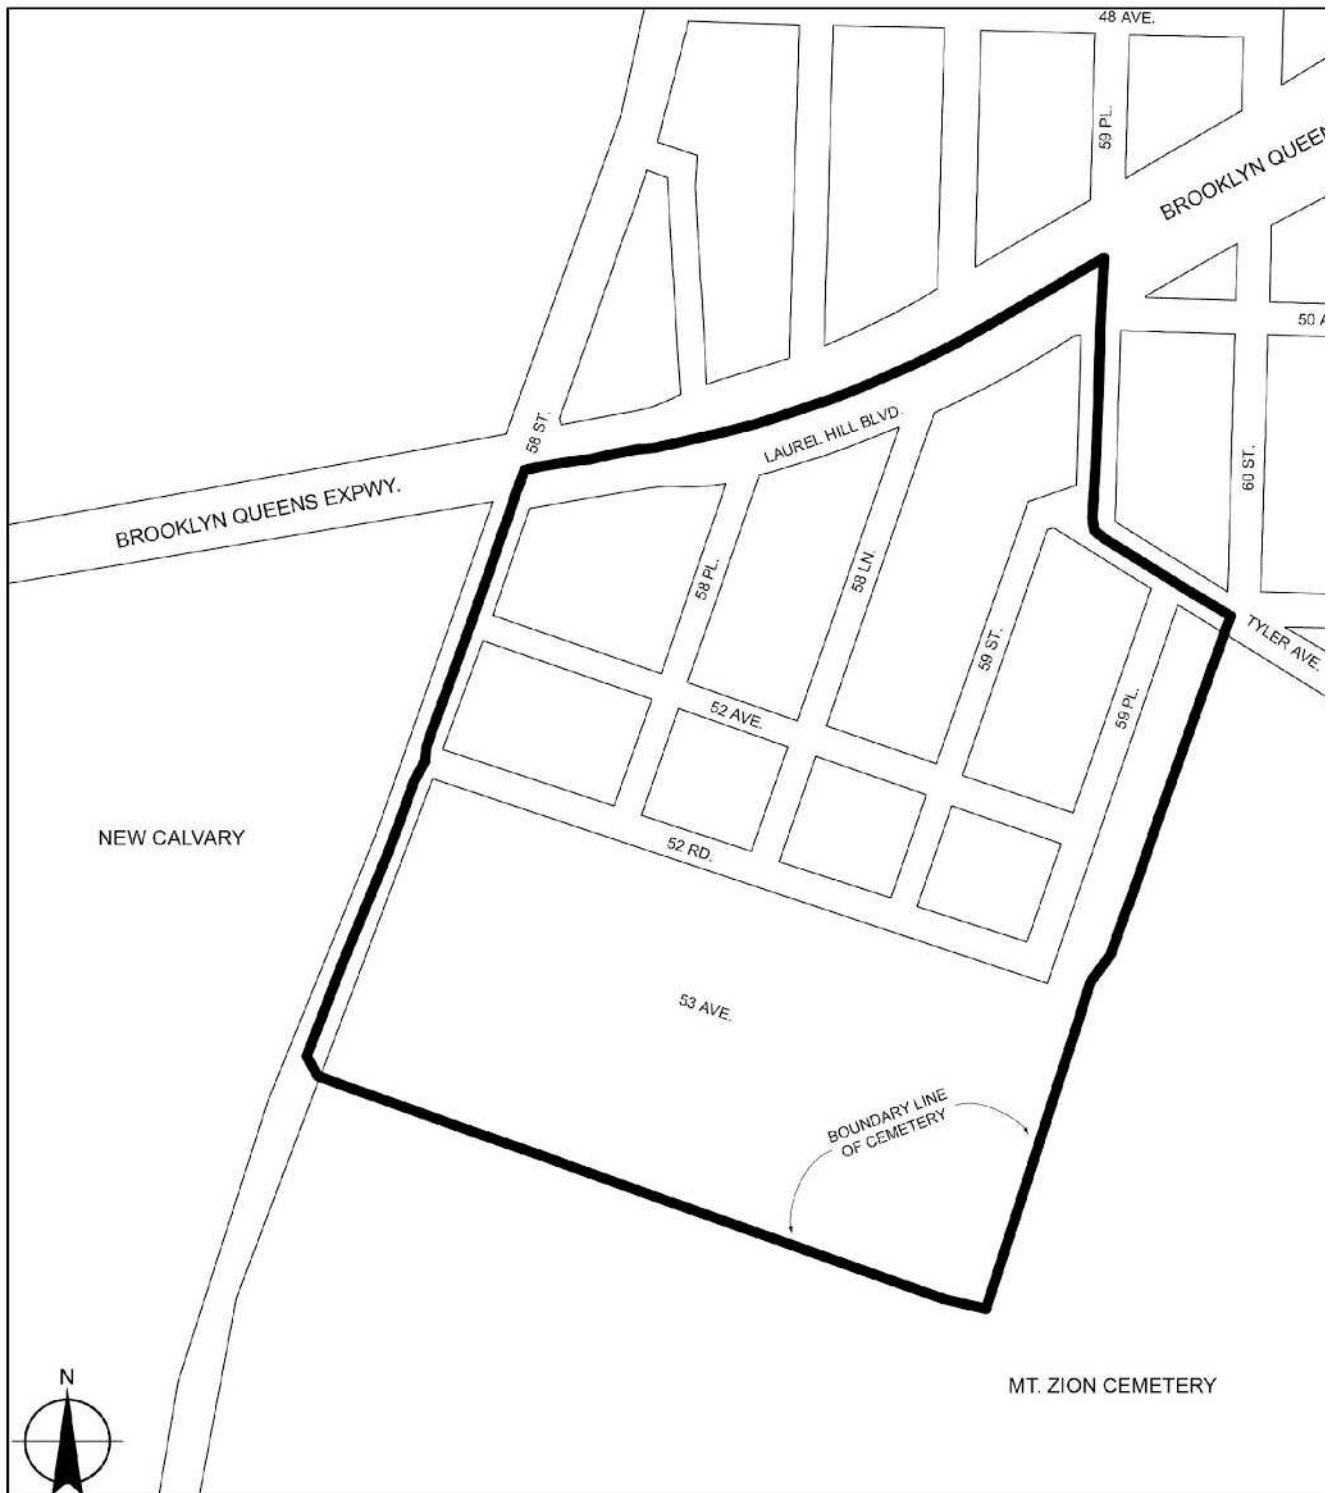 48 AVE.
59 PL.
BROOKLYN QUEEN
50 A
58 ST.
LAUREL HILL BLVD.
60 ST.
BROOKLYN QUEENS EXPWY.
58 PL.
58 LN.
59 ST.
TYLER AVE.
59 PL.
52 AVE.
NEW CALVARY
52 RD.
53 AVE.
BOUNDARY LINE
OF CEMETERY
MT. ZION CEMETERY
N